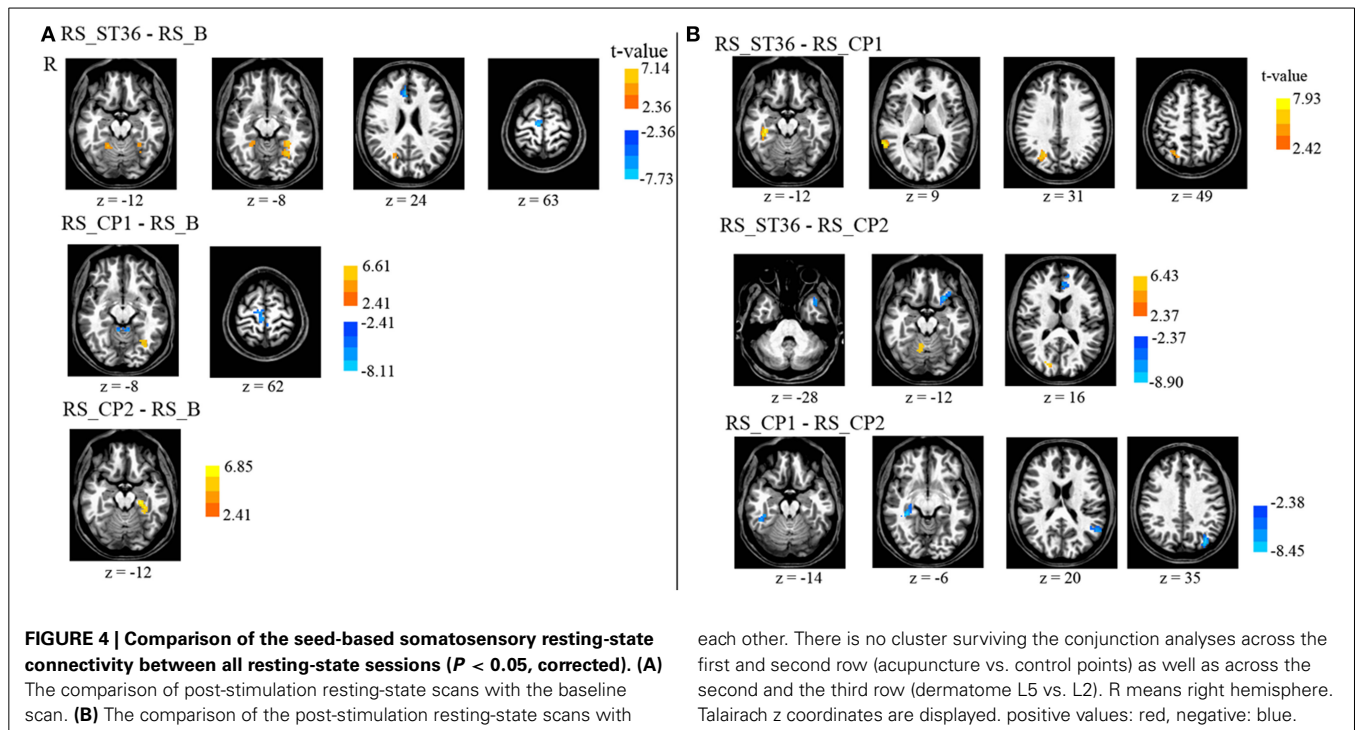 A RS_ST36 - RS_B
R
t-value
7.14
2.36
-2.36
-7.73
z = -12
z = -8
z = 24
z = 63
RS_CP1 - RS_B
6.61
2.41
-2.41
-8.11
z = -8
z = 62
RS_CP2 - RS_B
6.85
2.41
z = -12
B
RS_ST36 - RS_CP1
t-value
7.93
2.42
z = -12
z = 9
z = 31
z = 49
RS_ST36 - RS_CP2
6.43
2.37
-2.37
-8.90
z = -28
z = -12
z = 16
RS_CP1 - RS_CP2
-2.38
-8.45
z = -14
z = -6
z = 20
z = 35
FIGURE 4 | Comparison of the seed-based somatosensory resting-state
connectivity between all resting-state sessions (P < 0.05, corrected). (A)
The comparison of post-stimulation resting-state scans with the baseline
scan. (B) The comparison of the post-stimulation resting-state scans with
each other. There is no cluster surviving the conjunction analyses across the
first and second row (acupuncture vs. control points) as well as across the
second and the third row (dermatome L5 vs. L2). R means right hemisphere.
Talairach z coordinates are displayed. positive values: red, negative: blue.